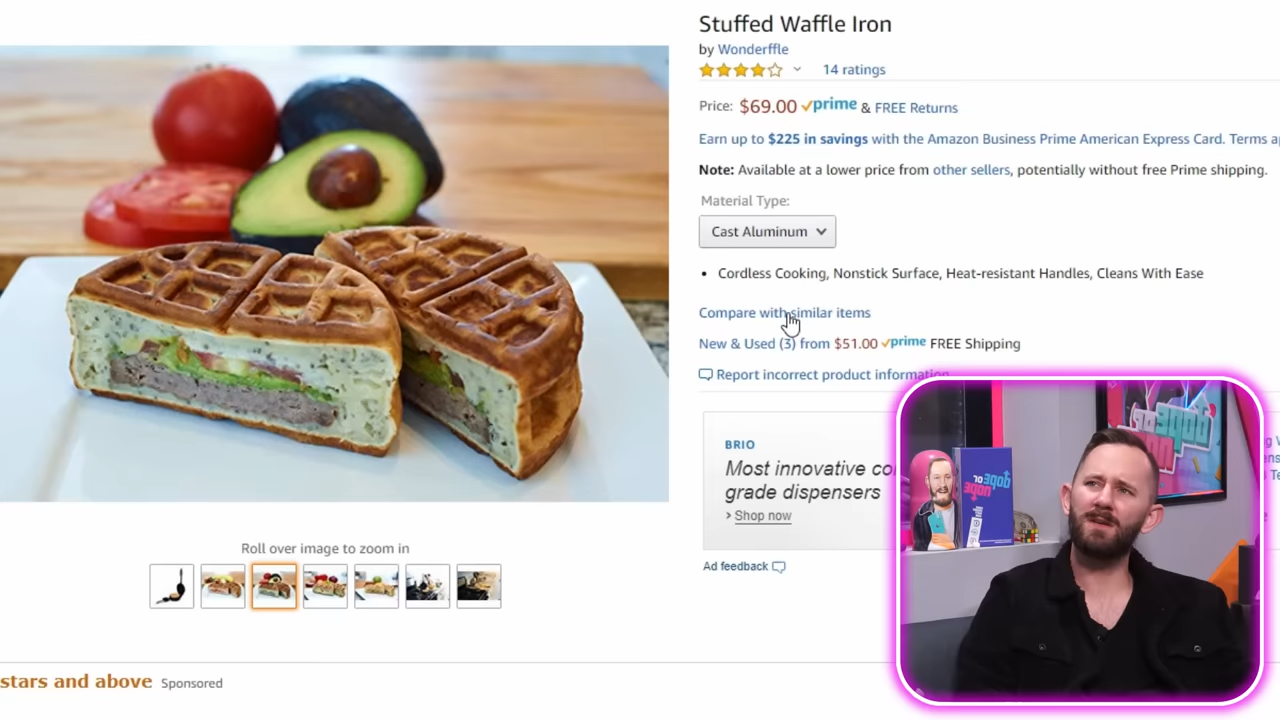 Stuffed Waffle Iron
by Wonderffle
14 ratings
Price: $69.00 prime & FREE Returns
Earn up to $225 in savings with the Amazon Business Prime American Express Card. Terms
Note: Available at a lower price from other sellers, potentially without free Prime shipping.
Material Type:
Cast Aluminum
• Cordless Cooking, Nonstick Surface, Heat-resistant Handles, Cleans With Ease
Compare with similar items
New & Used (3) from $51.00 prime FREE Shipping
Report incorrect product information
BRIO
Most innovative
grade dispensers
› Shop now
Ad feedback
Roll over image to zoom in
stars and above Sponsored
DOPE OR NOPE